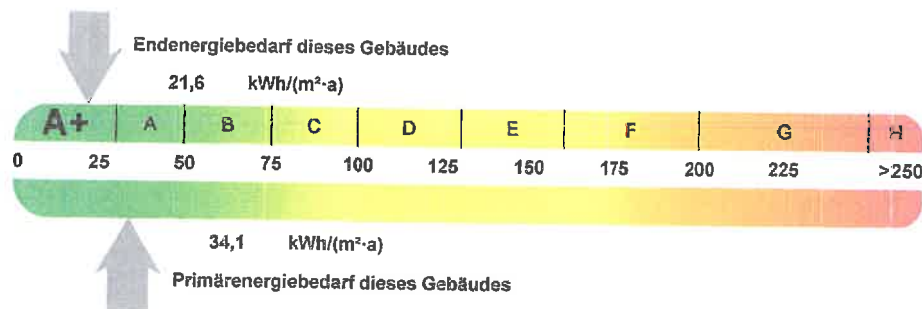 Endenergiebedarf dieses Gebäudes
21,6 kWh/(m²·a)
A+ A B C D E F G H
0 25 50 75 100 125 150 175 200 225 >250
34,1 kWh/(m²·a)
Primärenergiebedarf dieses Gebäudes